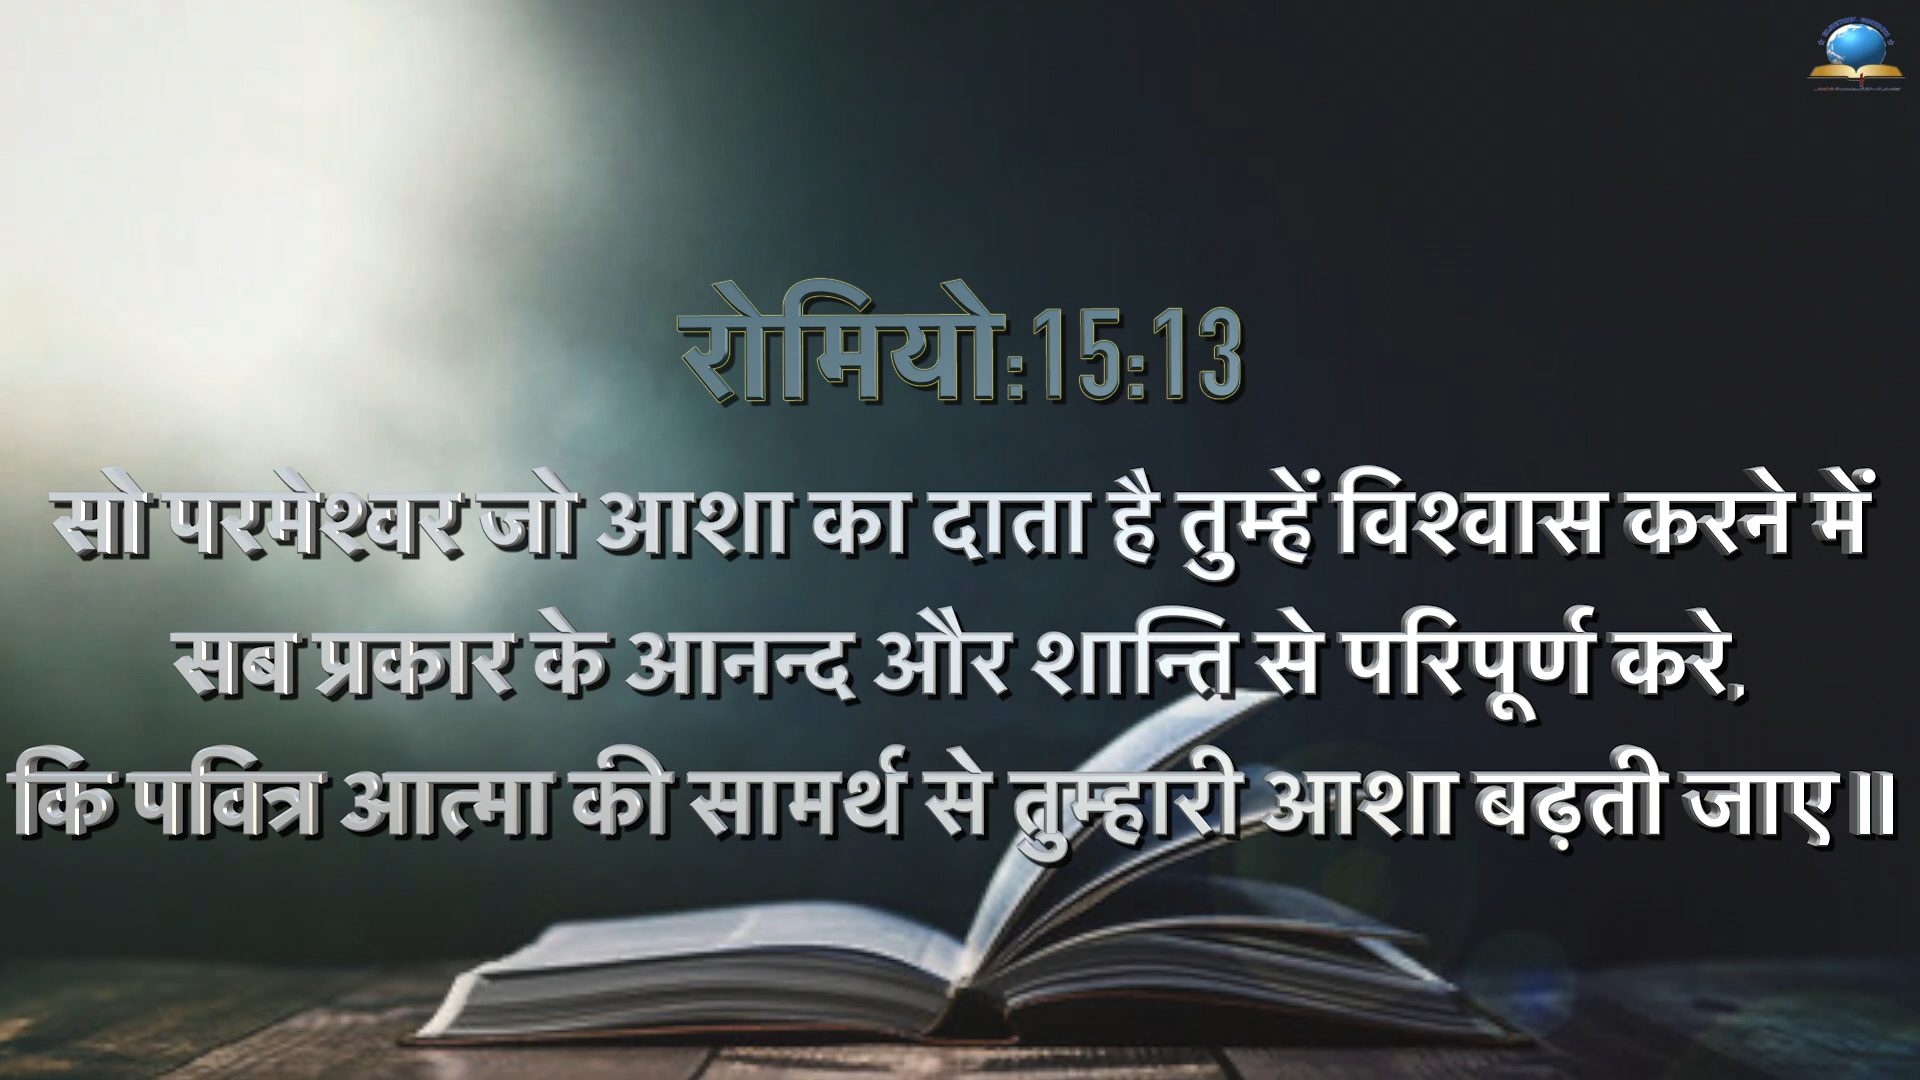 रोमियो:15:13
सो परमेश्वर जो आशा का दाता है तुम्हें विश्वास करने में
सब प्रकार के आनन्द और शान्ति से परिपूर्ण करे,
कि पवित्र आत्मा की सामर्थ से तुम्हारी आशा बढ़ती जाए॥